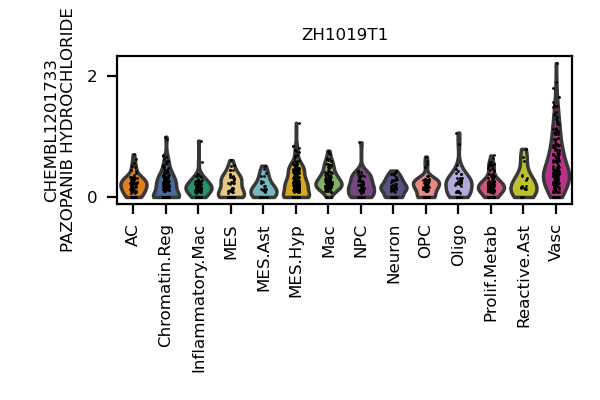 ZH1019T1
CHEMBL1201733
PAZOPANIB HYDROCHLORIDE
2
0
AC
Chromatin.Reg
Inflammatory.Mac
MES
MES.Ast
MES.Hyp
Mac
NPC
Neuron
OPC
Oligo
Prolif.Metab
Reactive.Ast
Vasc